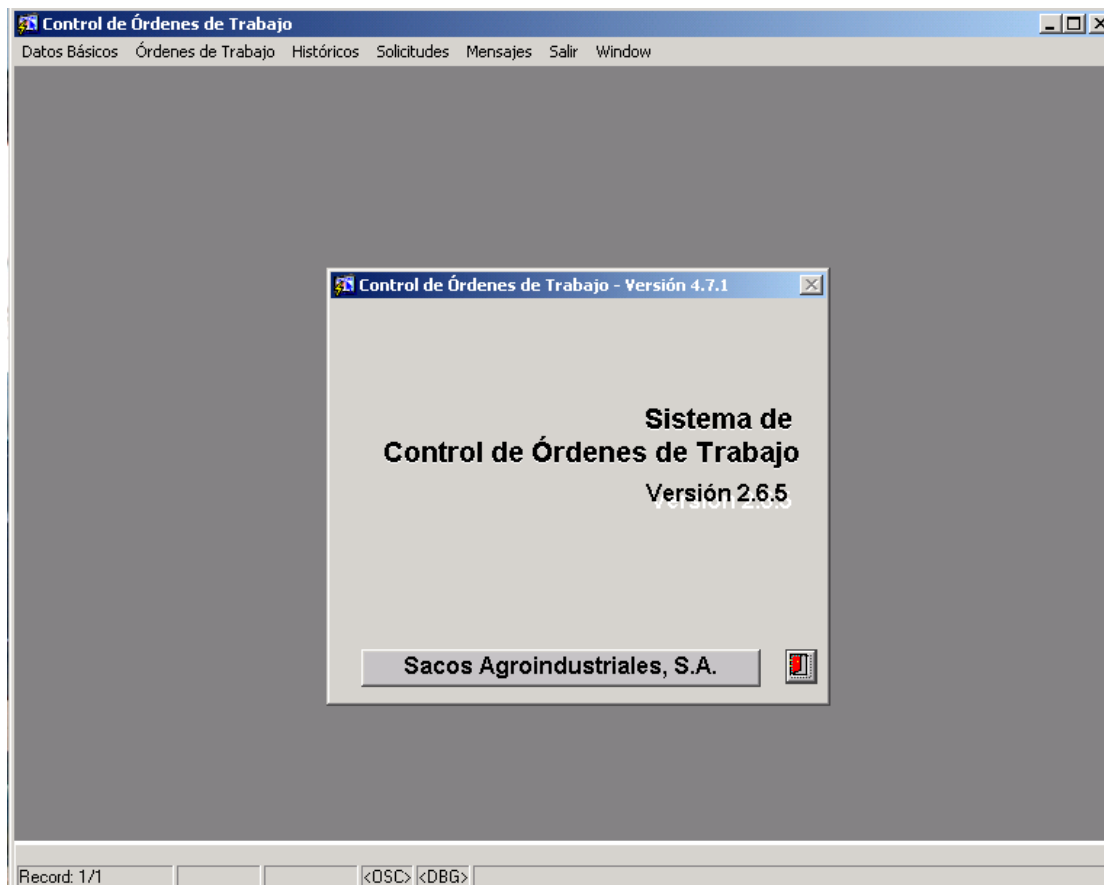 Control de Órdenes de Trabajo
Datos Básicos Órdenes de Trabajo Históricos Solicitudes Mensajes Salir Window
Control de Órdenes de Trabajo - Versión 4.7.1
Sistema de
Control de Órdenes de Trabajo
Versión 2.6.5
Sacos Agroindustriales, S.A.
Record: 1/1 <OSC> <DBG>